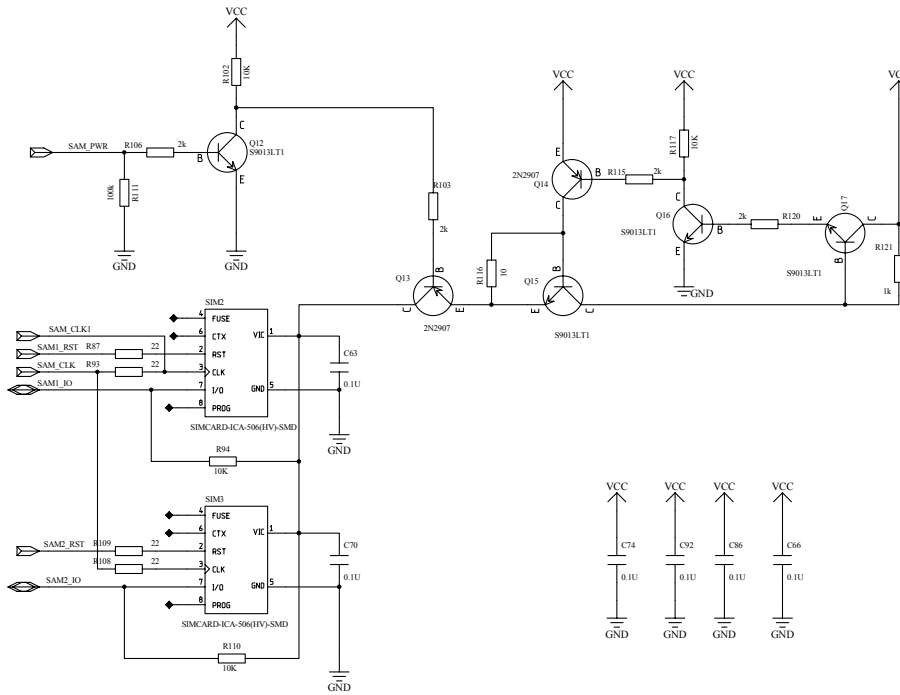 VCC
R102
10K
C
Q12
S9013LT1
SAM_PWR
R106
2k
B
E
100k
R111
GND
GND
R103
2k
B
Q13
C
E
2N2907
VCC
E
2N2907
Q14
B
R115
2k
C
R116
10
B
Q15
E
C
S9013LT1
VCC
R117
10K
C
Q16
S9013LT1
B
E
GND
2k
R120
E
Q17
C
B
S9013LT1
R121
1k
SIM2
4 FUSE
6 CTX
2 RST
3 CLK
7 I/O
8 PROG
VIC 1
GND 5
SIMCARD-ICA-506(HV)-SMD
SAM_CLK1
SAM1_RST
R87
22
SAM_CLK
R93
22
SAM1_IO
C63
0.1U
GND
R94
10K
SIM3
4 FUSE
6 CTX
2 RST
3 CLK
7 I/O
8 PROG
VIC 1
GND 5
SIMCARD-ICA-506(HV)-SMD
SAM2_RST
R109
22
R108
22
SAM2_IO
C70
0.1U
GND
R110
10K
VCC
C74
0.1U
GND
VCC
C92
0.1U
GND
VCC
C86
0.1U
GND
VCC
C66
0.1U
GND